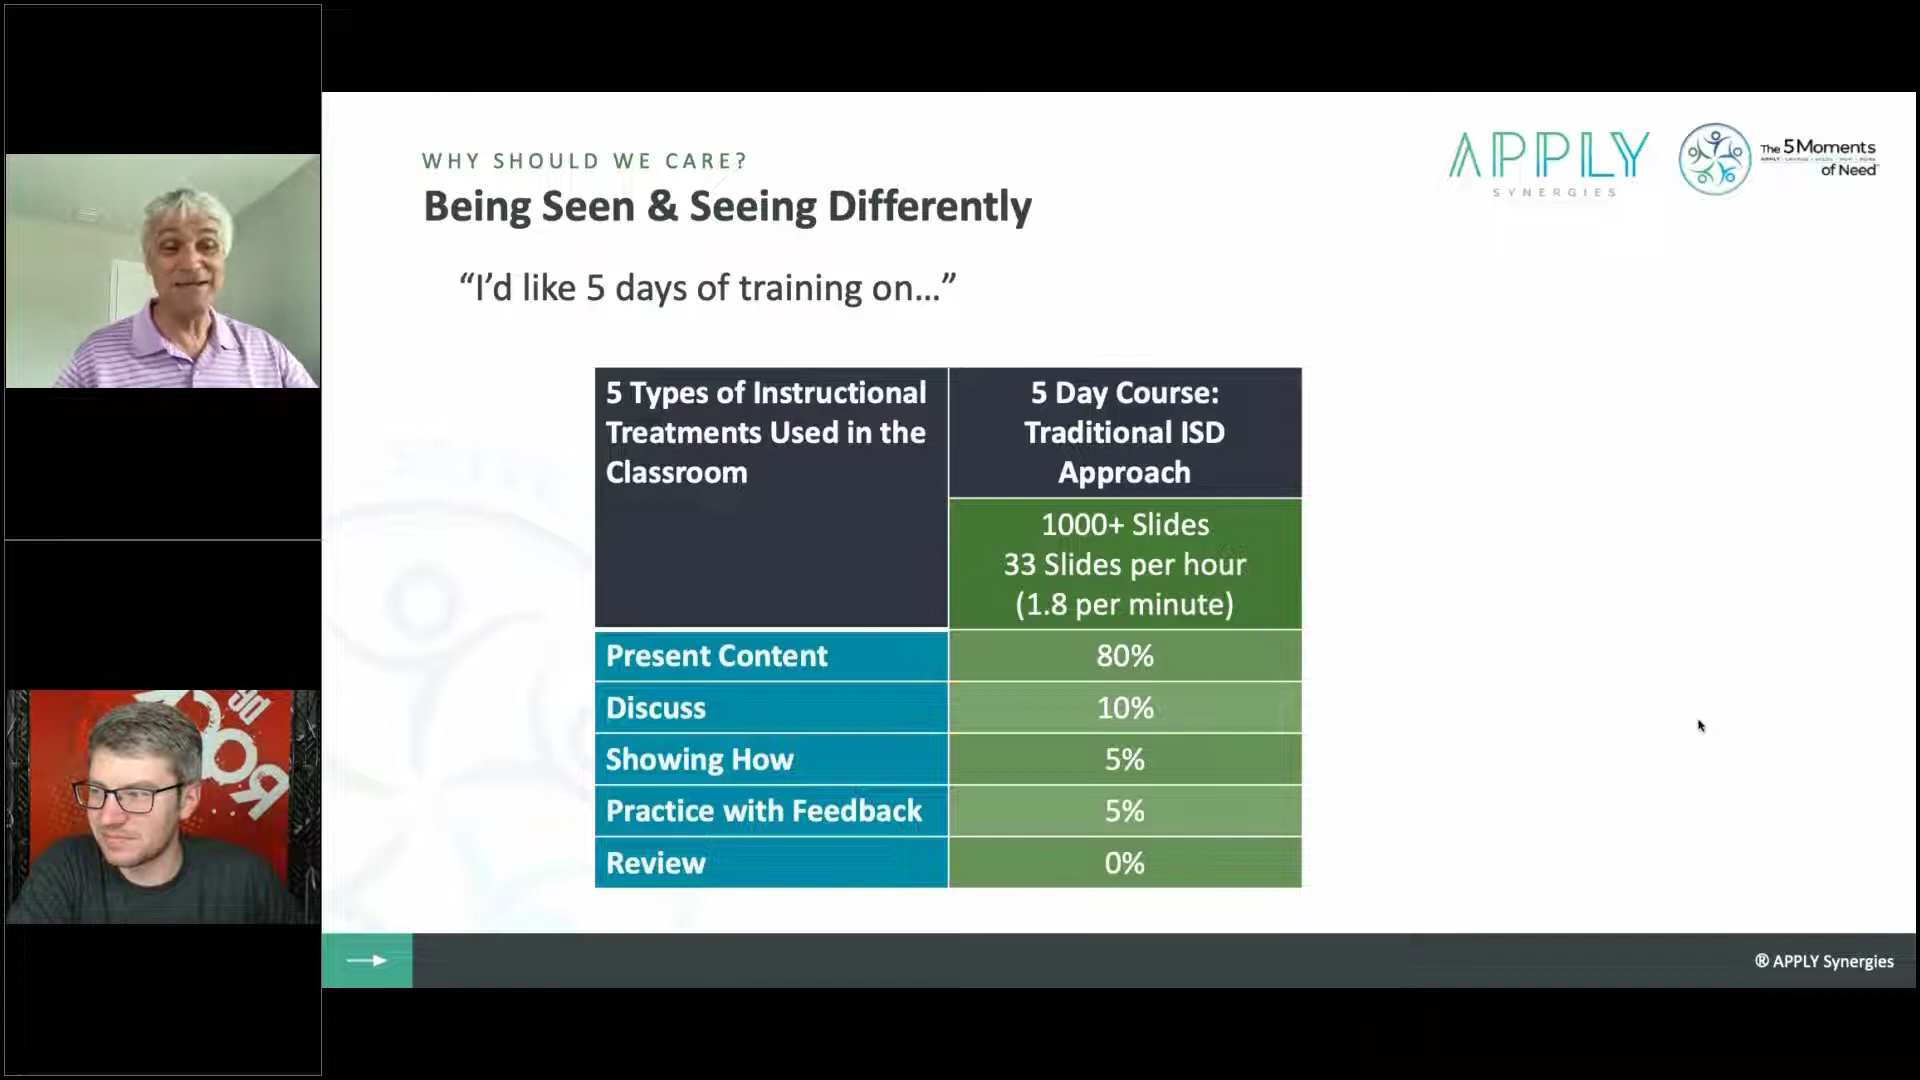 WHY SHOULD WE CARE?
Being Seen & Seeing Differently
“I’d like 5 days of training on…”
APPLY
SYNERGIES
The 5 Moments
of Need
5 Types of Instructional
Treatments Used in the
Classroom
5 Day Course:
Traditional ISD
Approach
1000+ Slides
33 Slides per hour
(1.8 per minute)
Present Content
80%
Discuss
10%
Showing How
5%
Practice with Feedback
5%
Review
0%
® APPLY Synergies